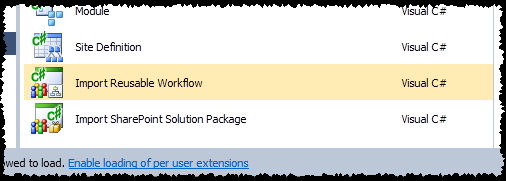 Module Visual C#
Site Definition Visual C#
Import Reusable Workflow Visual C#
Import SharePoint Solution Package Visual C#
to load. Enable loading of per user extensions